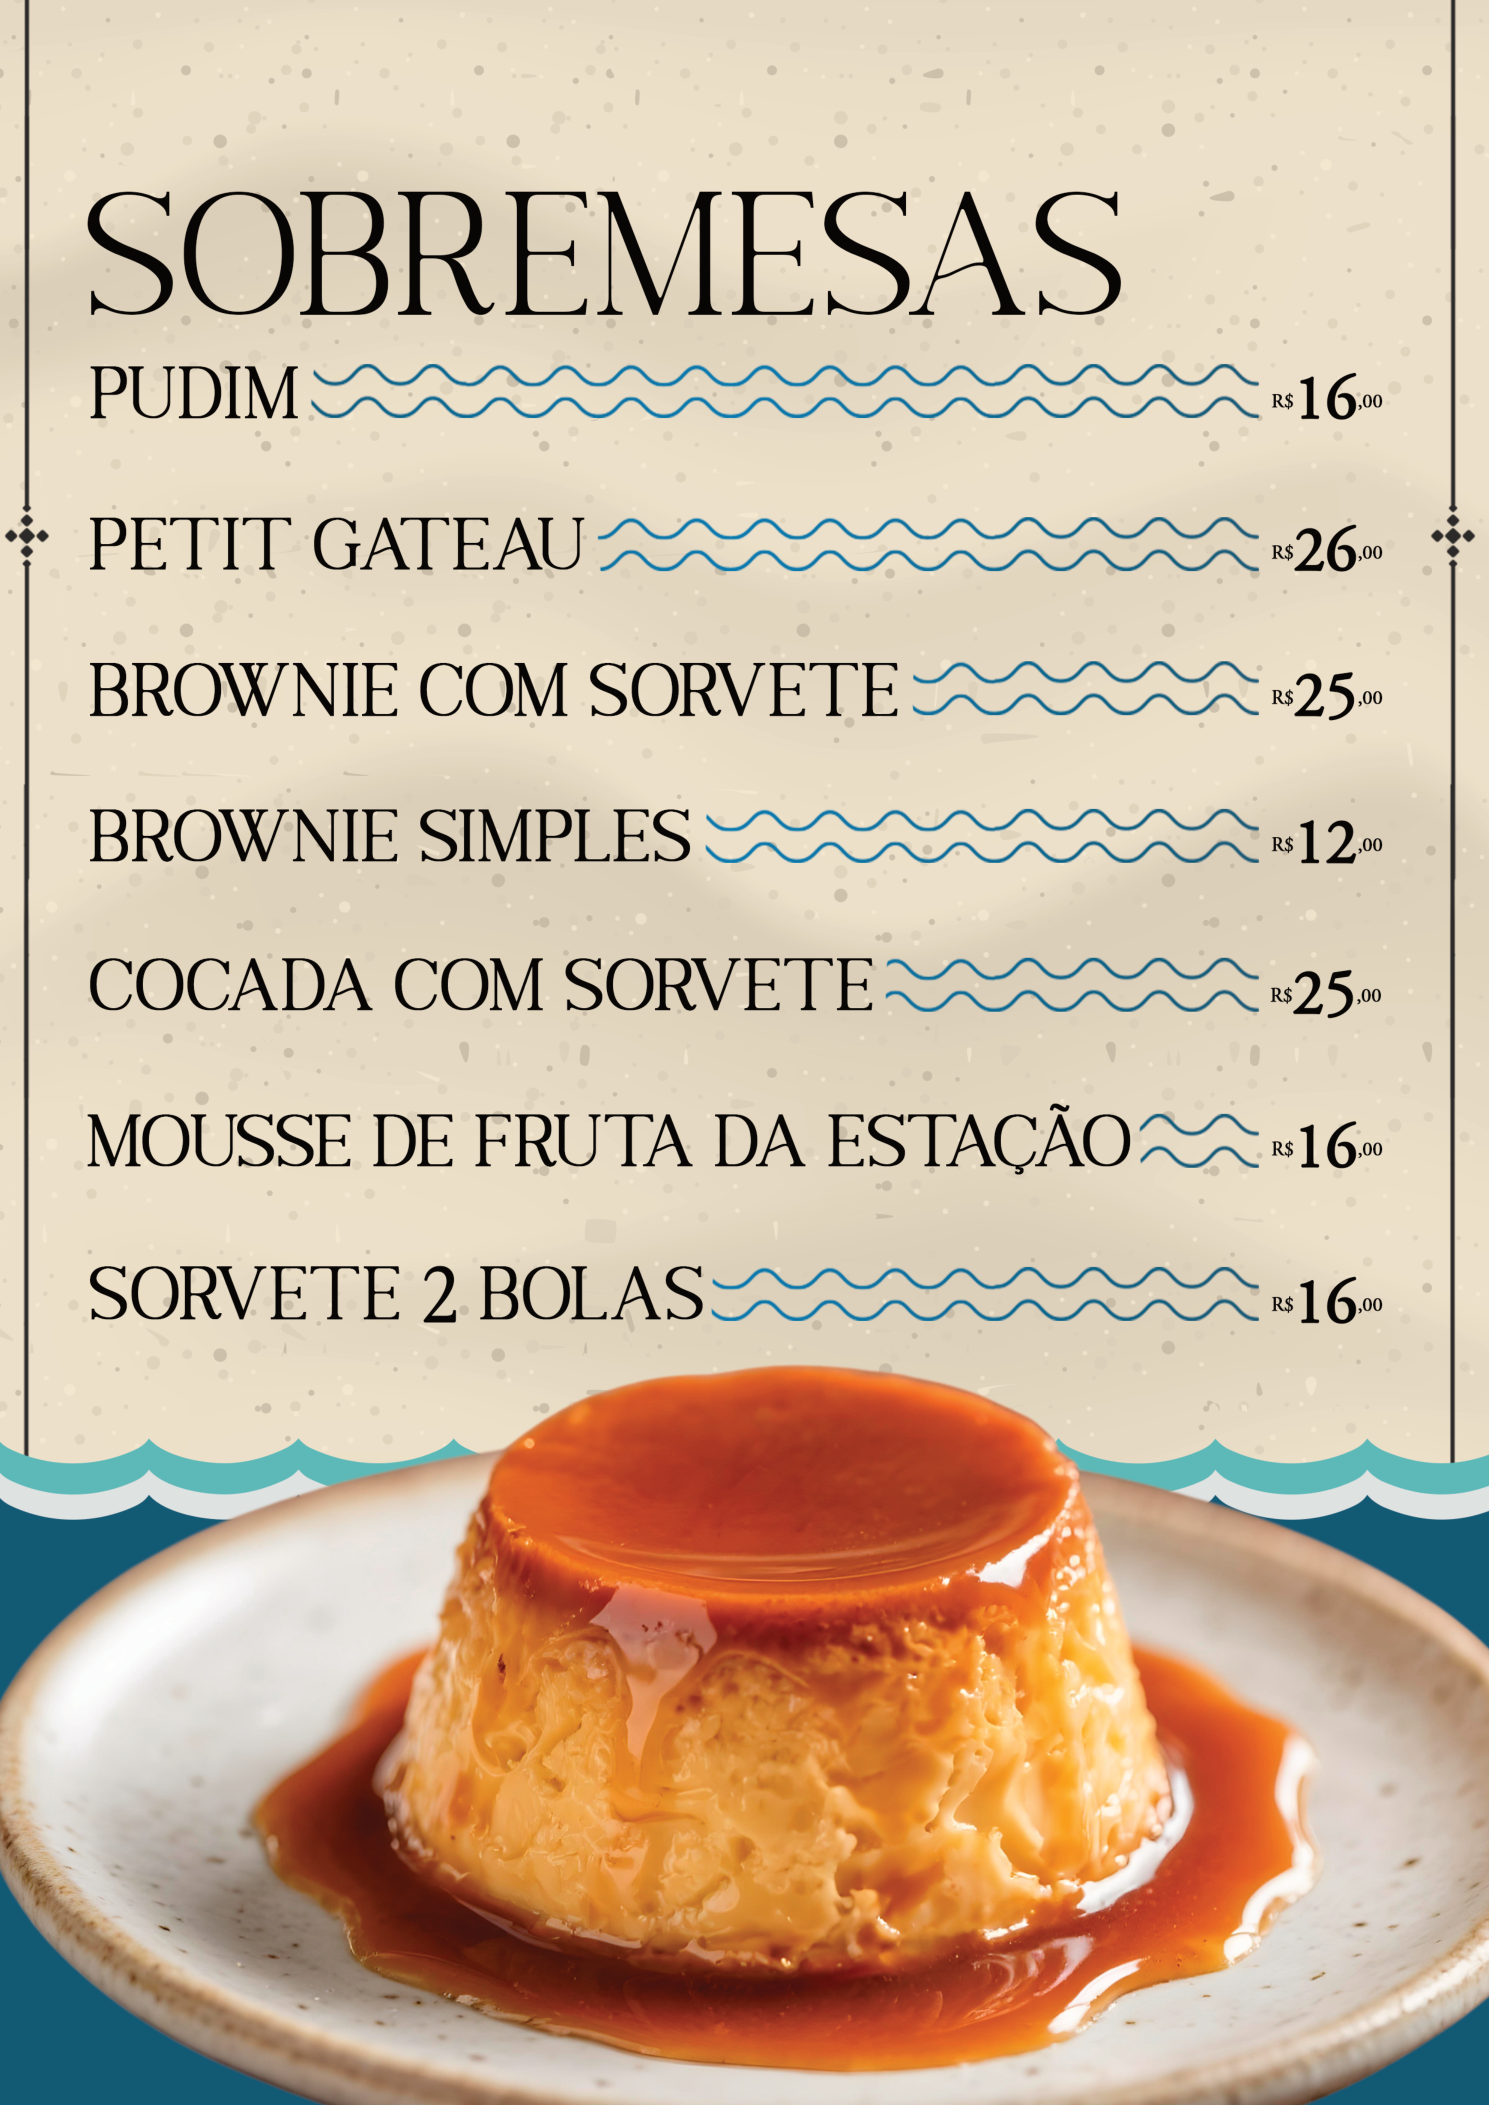 SOBREMESAS
PUDIM R$16,00
PETIT GATEAU R$26,00
BROWNIE COM SORVETE R$25,00
BROWNIE SIMPLES R$12,00
COCADA COM SORVETE R$25,00
MOUSSE DE FRUTA DA ESTAÇÃO R$16,00
SORVETE 2 BOLAS R$16,00